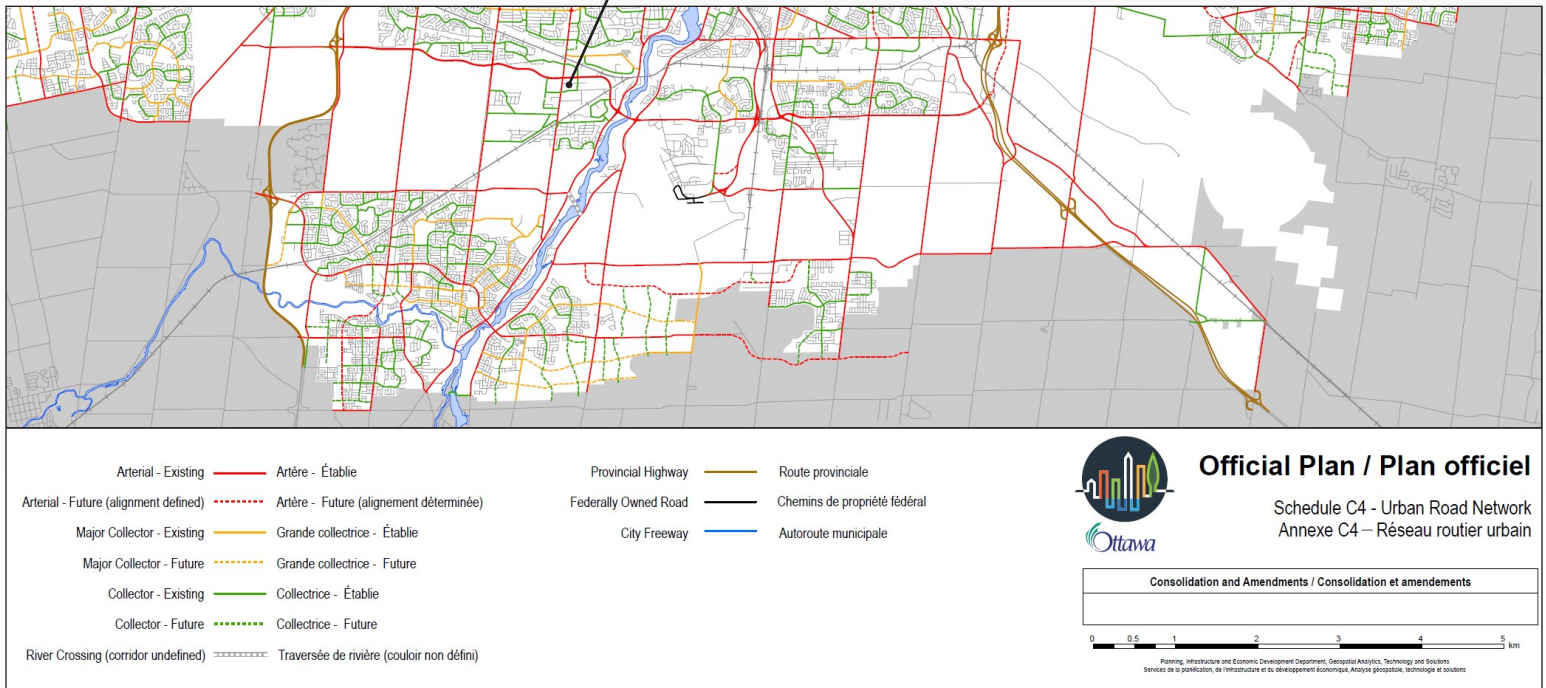 Arterial - Existing Artère - Établie
Arterial - Future (alignment defined) Artère - Future (alignement déterminée)
Major Collector - Existing Grande collectrice - Établie
Major Collector - Future Grande collectrice - Future
Collector - Existing Collectrice - Établie
Collector - Future Collectrice - Future
River Crossing (corridor undefined) Traversée de rivière (couloir non défini)
Provincial Highway Route provinciale
Federally Owned Road Chemins de propriété fédéral
City Freeway Autoroute municipale
Ottawa
Official Plan / Plan officiel
Schedule C4 - Urban Road Network
Annexe C4 – Réseau routier urbain
Consolidation and Amendments / Consolidation et amendements
0 0.5 1 2 3 4 5
km
Planning, Infrastructure and Economic Development Department, Geospatial Analytics, Technology and Solutions
Services de la planification, de l'infrastructure et du développement économique, Analyse géospatiale, technologie et solutions